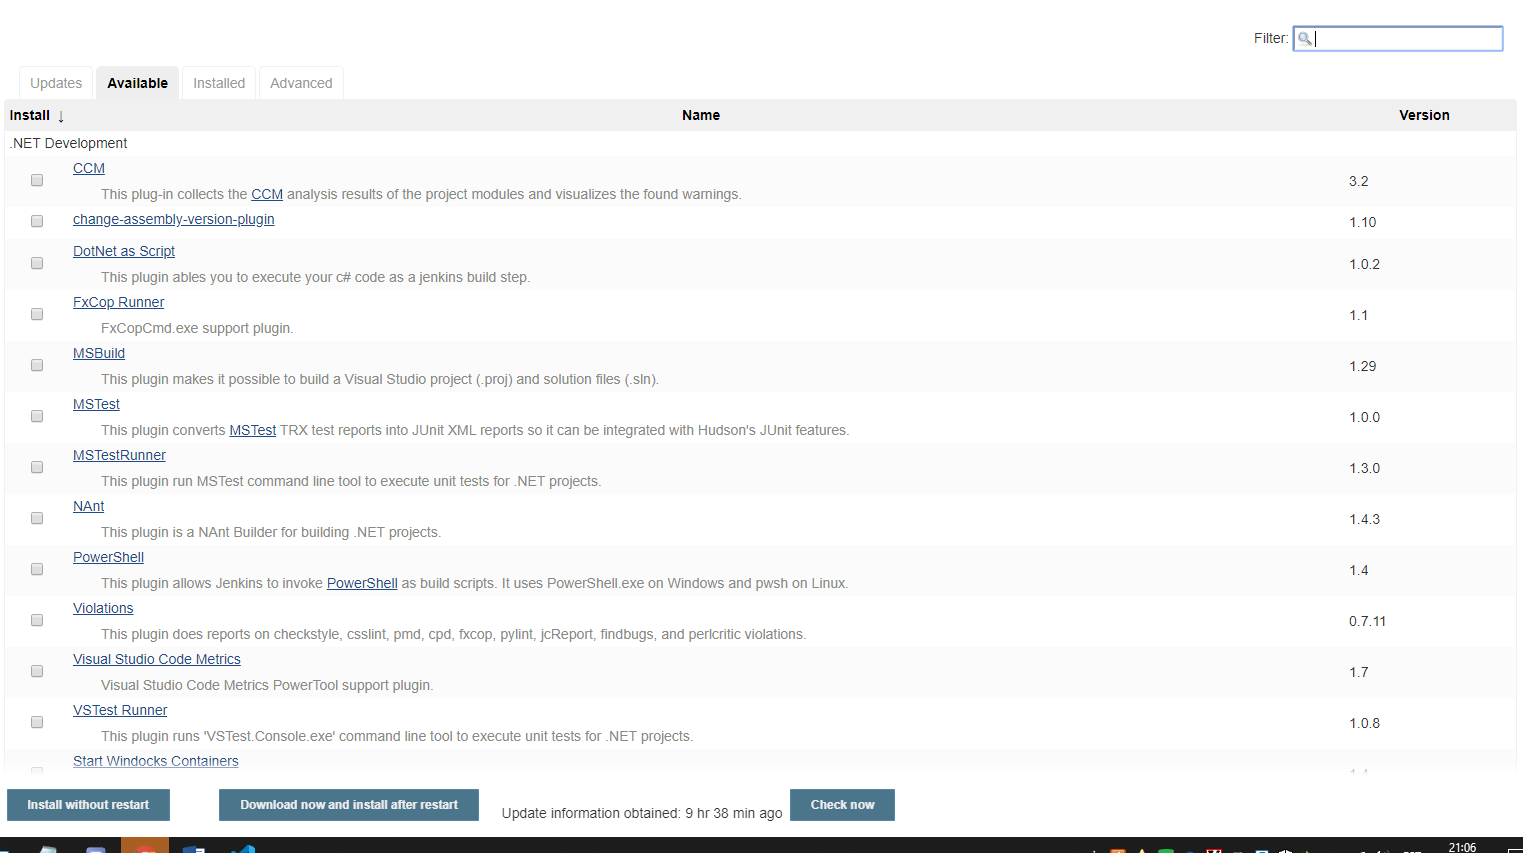 Filter:
Updates Available Installed Advanced
Install ↓ Name Version
.NET Development
CCM
This plug-in collects the CCM analysis results of the project modules and visualizes the found warnings.
3.2
change-assembly-version-plugin
1.10
DotNet as Script
This plugin ables you to execute your c# code as a jenkins build step.
1.0.2
FxCop Runner
FxCopCmd.exe support plugin.
1.1
MSBuild
This plugin makes it possible to build a Visual Studio project (.proj) and solution files (.sln).
1.29
MSTest
This plugin converts MSTest TRX test reports into JUnit XML reports so it can be integrated with Hudson's JUnit features.
1.0.0
MSTestRunner
This plugin run MSTest command line tool to execute unit tests for .NET projects.
1.3.0
NAnt
This plugin is a NAnt Builder for building .NET projects.
1.4.3
PowerShell
This plugin allows Jenkins to invoke PowerShell as build scripts. It uses PowerShell.exe on Windows and pwsh on Linux.
1.4
Violations
This plugin does reports on checkstyle, csslint, pmd, cpd, fxcop, pylint, jcReport, findbugs, and perlcritic violations.
0.7.11
Visual Studio Code Metrics
Visual Studio Code Metrics PowerTool support plugin.
1.7
VSTest Runner
This plugin runs 'VSTest.Console.exe' command line tool to execute unit tests for .NET projects.
1.0.8
Start Windocks Containers
Install without restart Download now and install after restart Update information obtained: 9 hr 38 min ago Check now
21:06